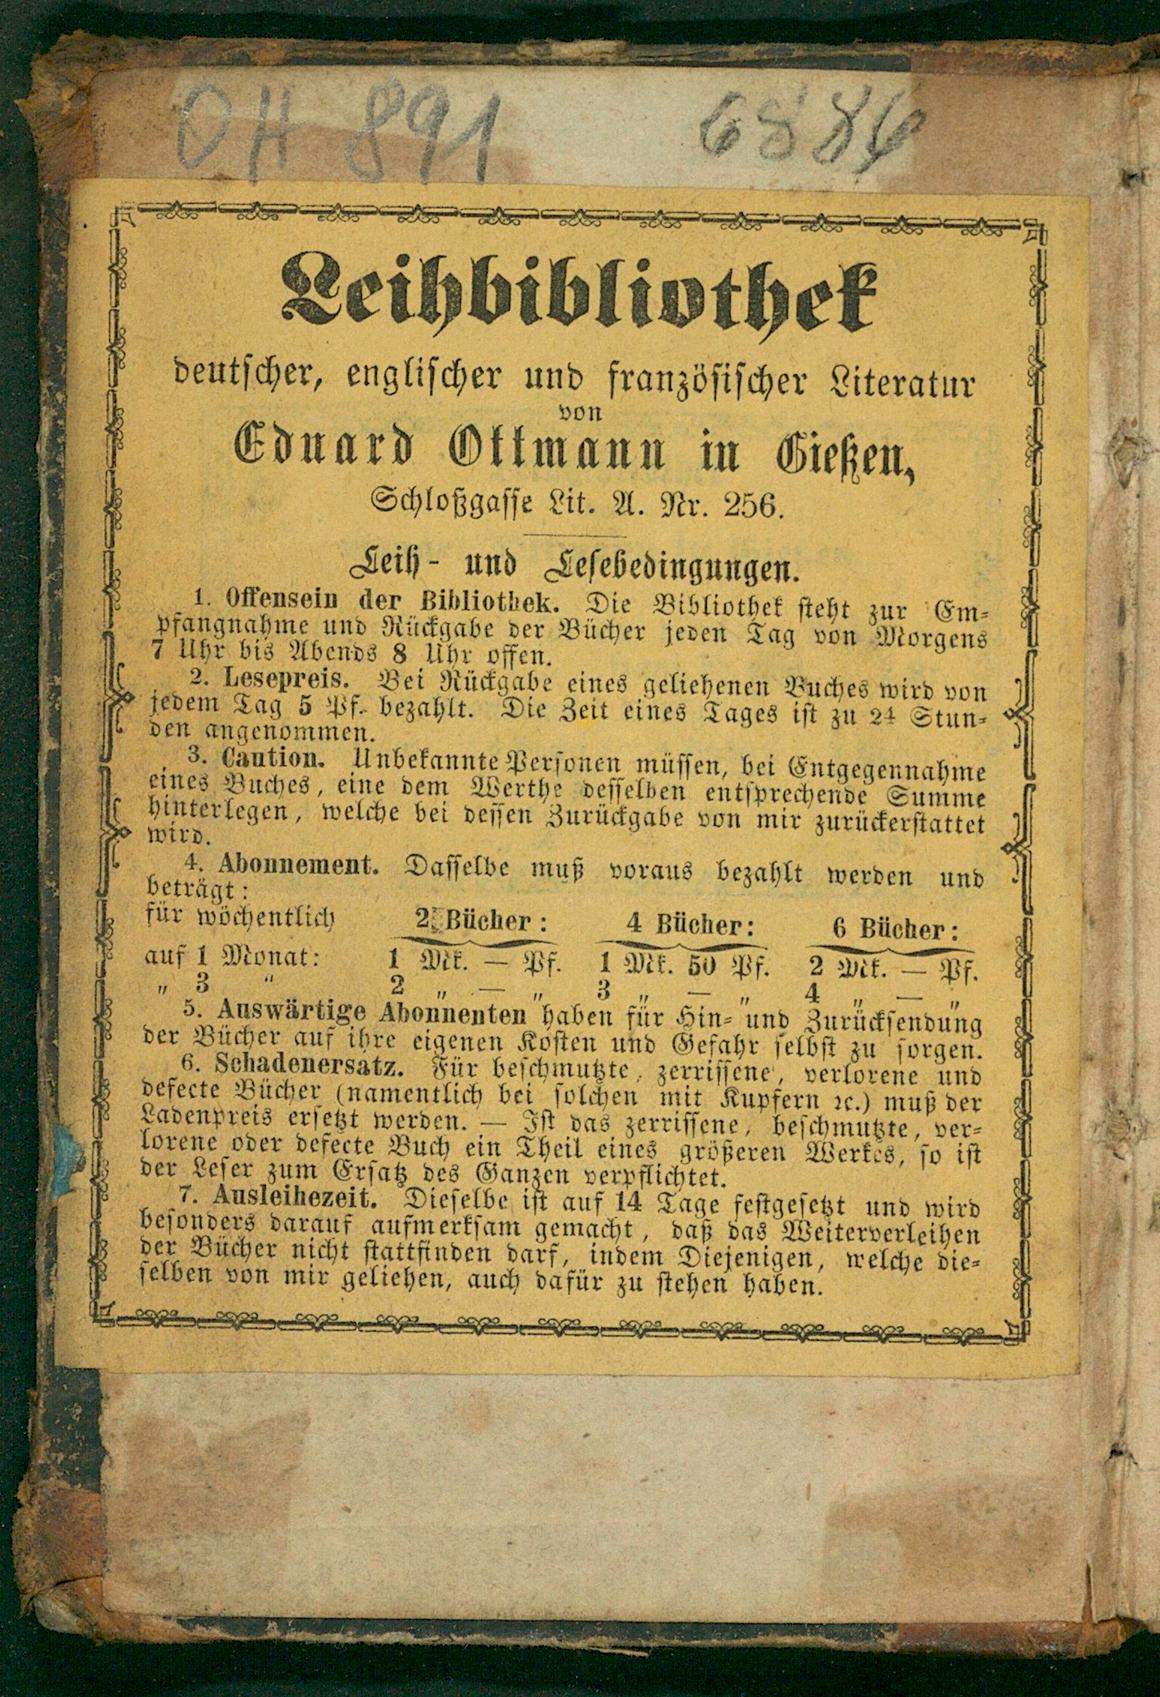 OH 891 6886
Leihbibliothek
deutscher, englischer und französischer Literatur
von
Eduard Ottmann in Gießen,
Schloßgasse Lit. A. Nr. 256.
Leih- und Lesebedingungen.
1. Offensein der Bibliothek. Die Bibliothek steht zur Em-
pfangnahme und Rückgabe der Bücher jeden Tag von Morgens
7 Uhr bis Abends 8 Uhr offen.
2. Lesepreis. Bei Rückgabe eines geliehenen Buches wird von
jedem Tag 5 Pf. bezahlt. Die Zeit eines Tages ist zu 24 Stun-
den angenommen.
3. Caution. Unbekannte Personen müssen, bei Entgegennahme
eines Buches, eine dem Werthe desselben entsprechende Summe
hinterlegen, welche bei dessen Zurückgabe von mir zurückerstattet
wird.
4. Abonnement. Dasselbe muß voraus bezahlt werden und
beträgt:
für wöchentlich 2 Bücher: 4 Bücher: 6 Bücher:
auf 1 Monat: 1 Mk. — Pf. 1 Mk. 50 Pf. 2 Mk. — Pf.
„ 3 „ 2 „ — „ 3 „ — „ 4 „ — „
5. Auswärtige Abonnenten haben für Hin- und Zurücksendung
der Bücher auf ihre eigenen Kosten und Gefahr selbst zu sorgen.
6. Schadenersatz. Für beschmutzte, zerrissene, verlorene und
defecte Bücher (namentlich bei solchen mit Kupfern ꝛc.) muß der
Ladenpreis ersetzt werden. — Ist das zerrissene, beschmutzte, ver-
lorene oder defecte Buch ein Theil eines größeren Werkes, so ist
der Leser zum Ersatz des Ganzen verpflichtet.
7. Ausleihezeit. Dieselbe ist auf 14 Tage festgesetzt und wird
besonders darauf aufmerksam gemacht, daß das Weiterverleihen
der Bücher nicht stattfinden darf, indem Diejenigen, welche die-
selben von mir geliehen, auch dafür zu stehen haben.